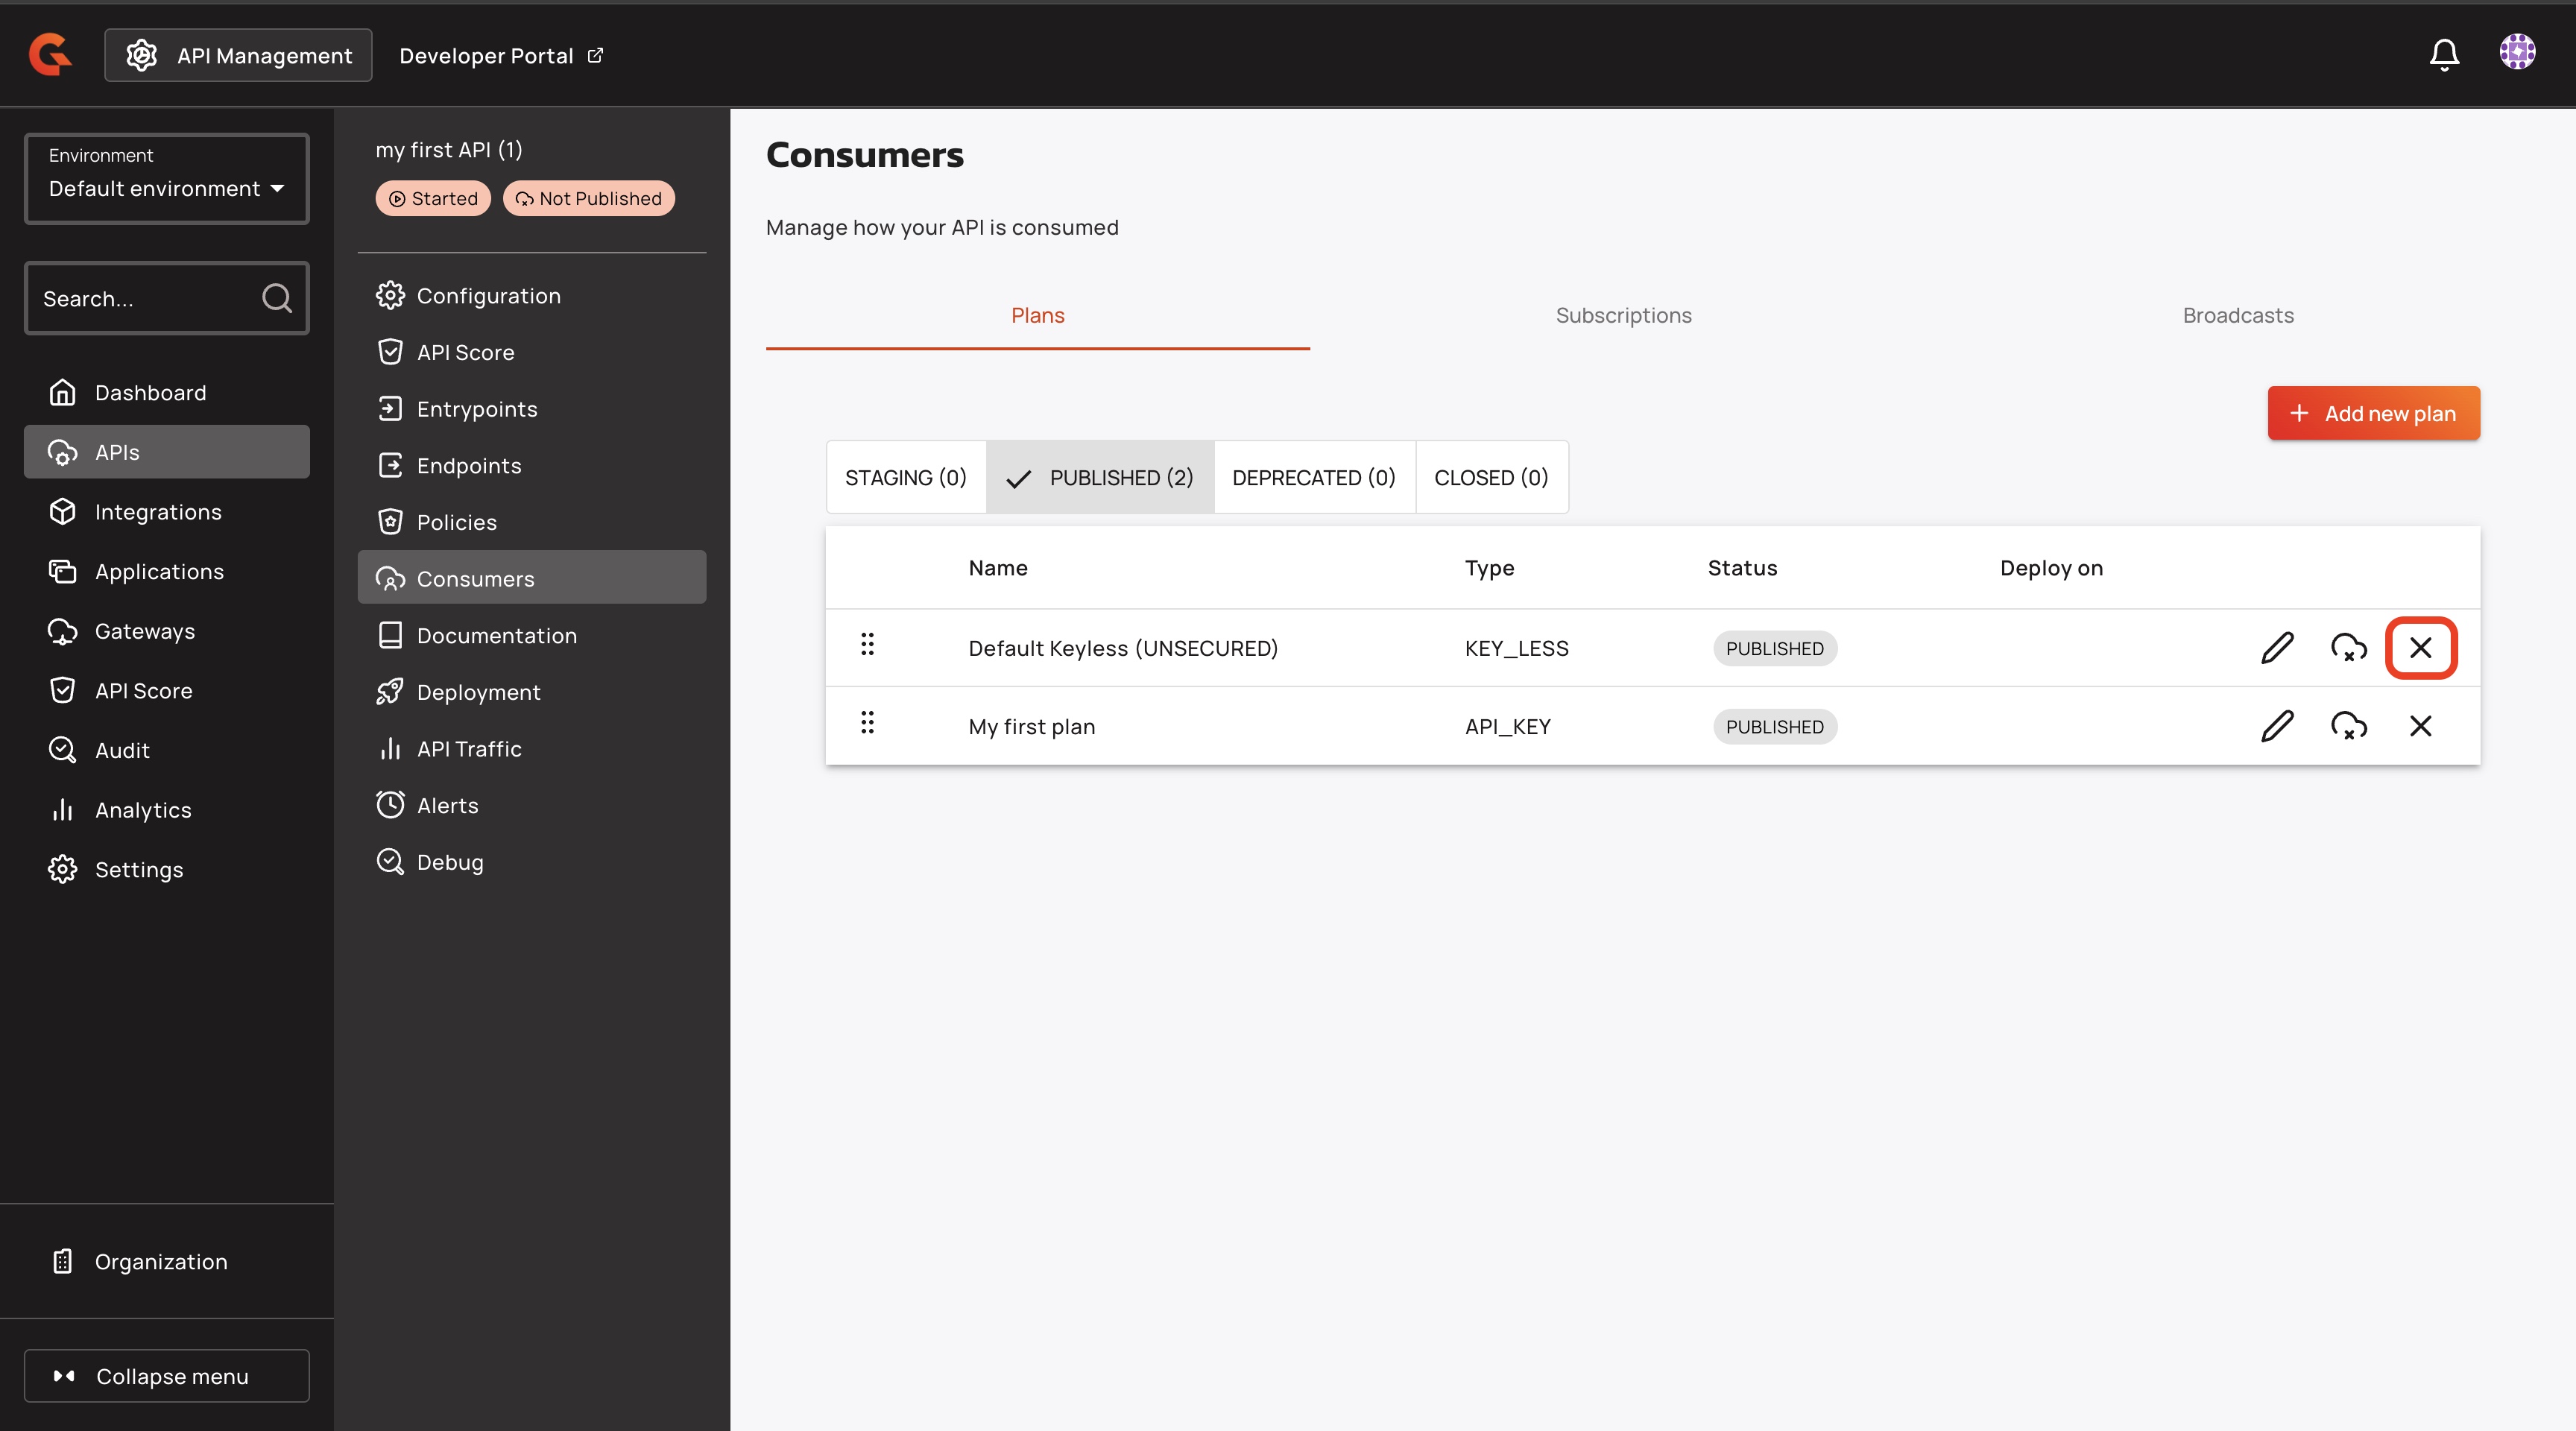 API Management
Developer Portal
Environment
Default environment
Search...
Dashboard
APIs
Integrations
Applications
Gateways
API Score
Audit
Analytics
Settings
Organization
Collapse menu
my first API (1)
Started
Not Published
Configuration
API Score
Entrypoints
Endpoints
Policies
Consumers
Documentation
Deployment
API Traffic
Alerts
Debug
Consumers
Manage how your API is consumed
Plans
Subscriptions
Broadcasts
Add new plan
STAGING (0)
PUBLISHED (2)
DEPRECATED (0)
CLOSED (0)
Name Type Status Deploy on
Default Keyless (UNSECURED) KEY_LESS PUBLISHED
My first plan API_KEY PUBLISHED